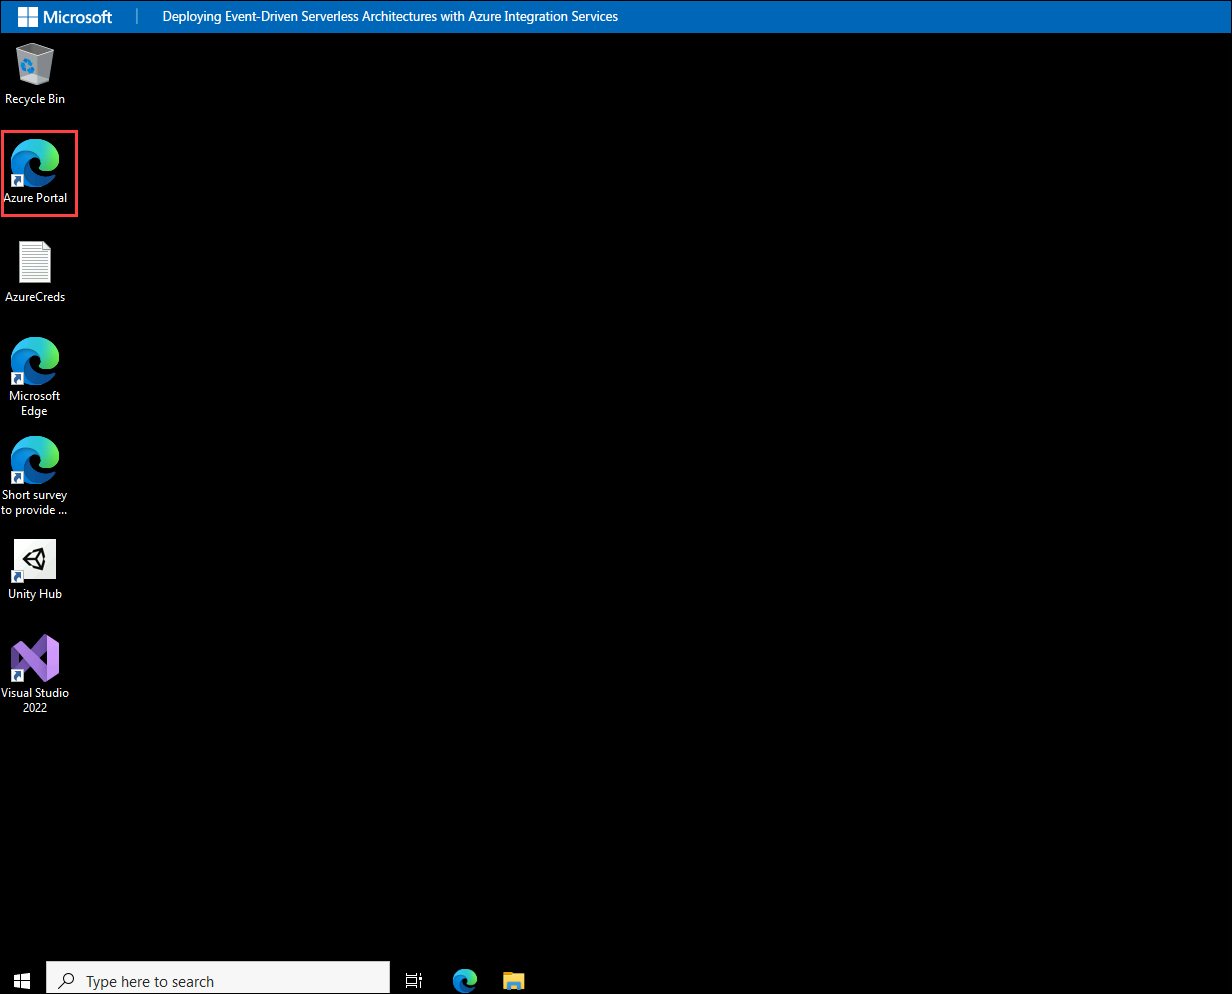 Microsoft | Deploying Event-Driven Serverless Architectures with Azure Integration Services
Recycle Bin
Azure Portal
AzureCreds
Microsoft
Edge
Short survey
to provide ...
Unity Hub
Visual Studio
2022
Type here to search